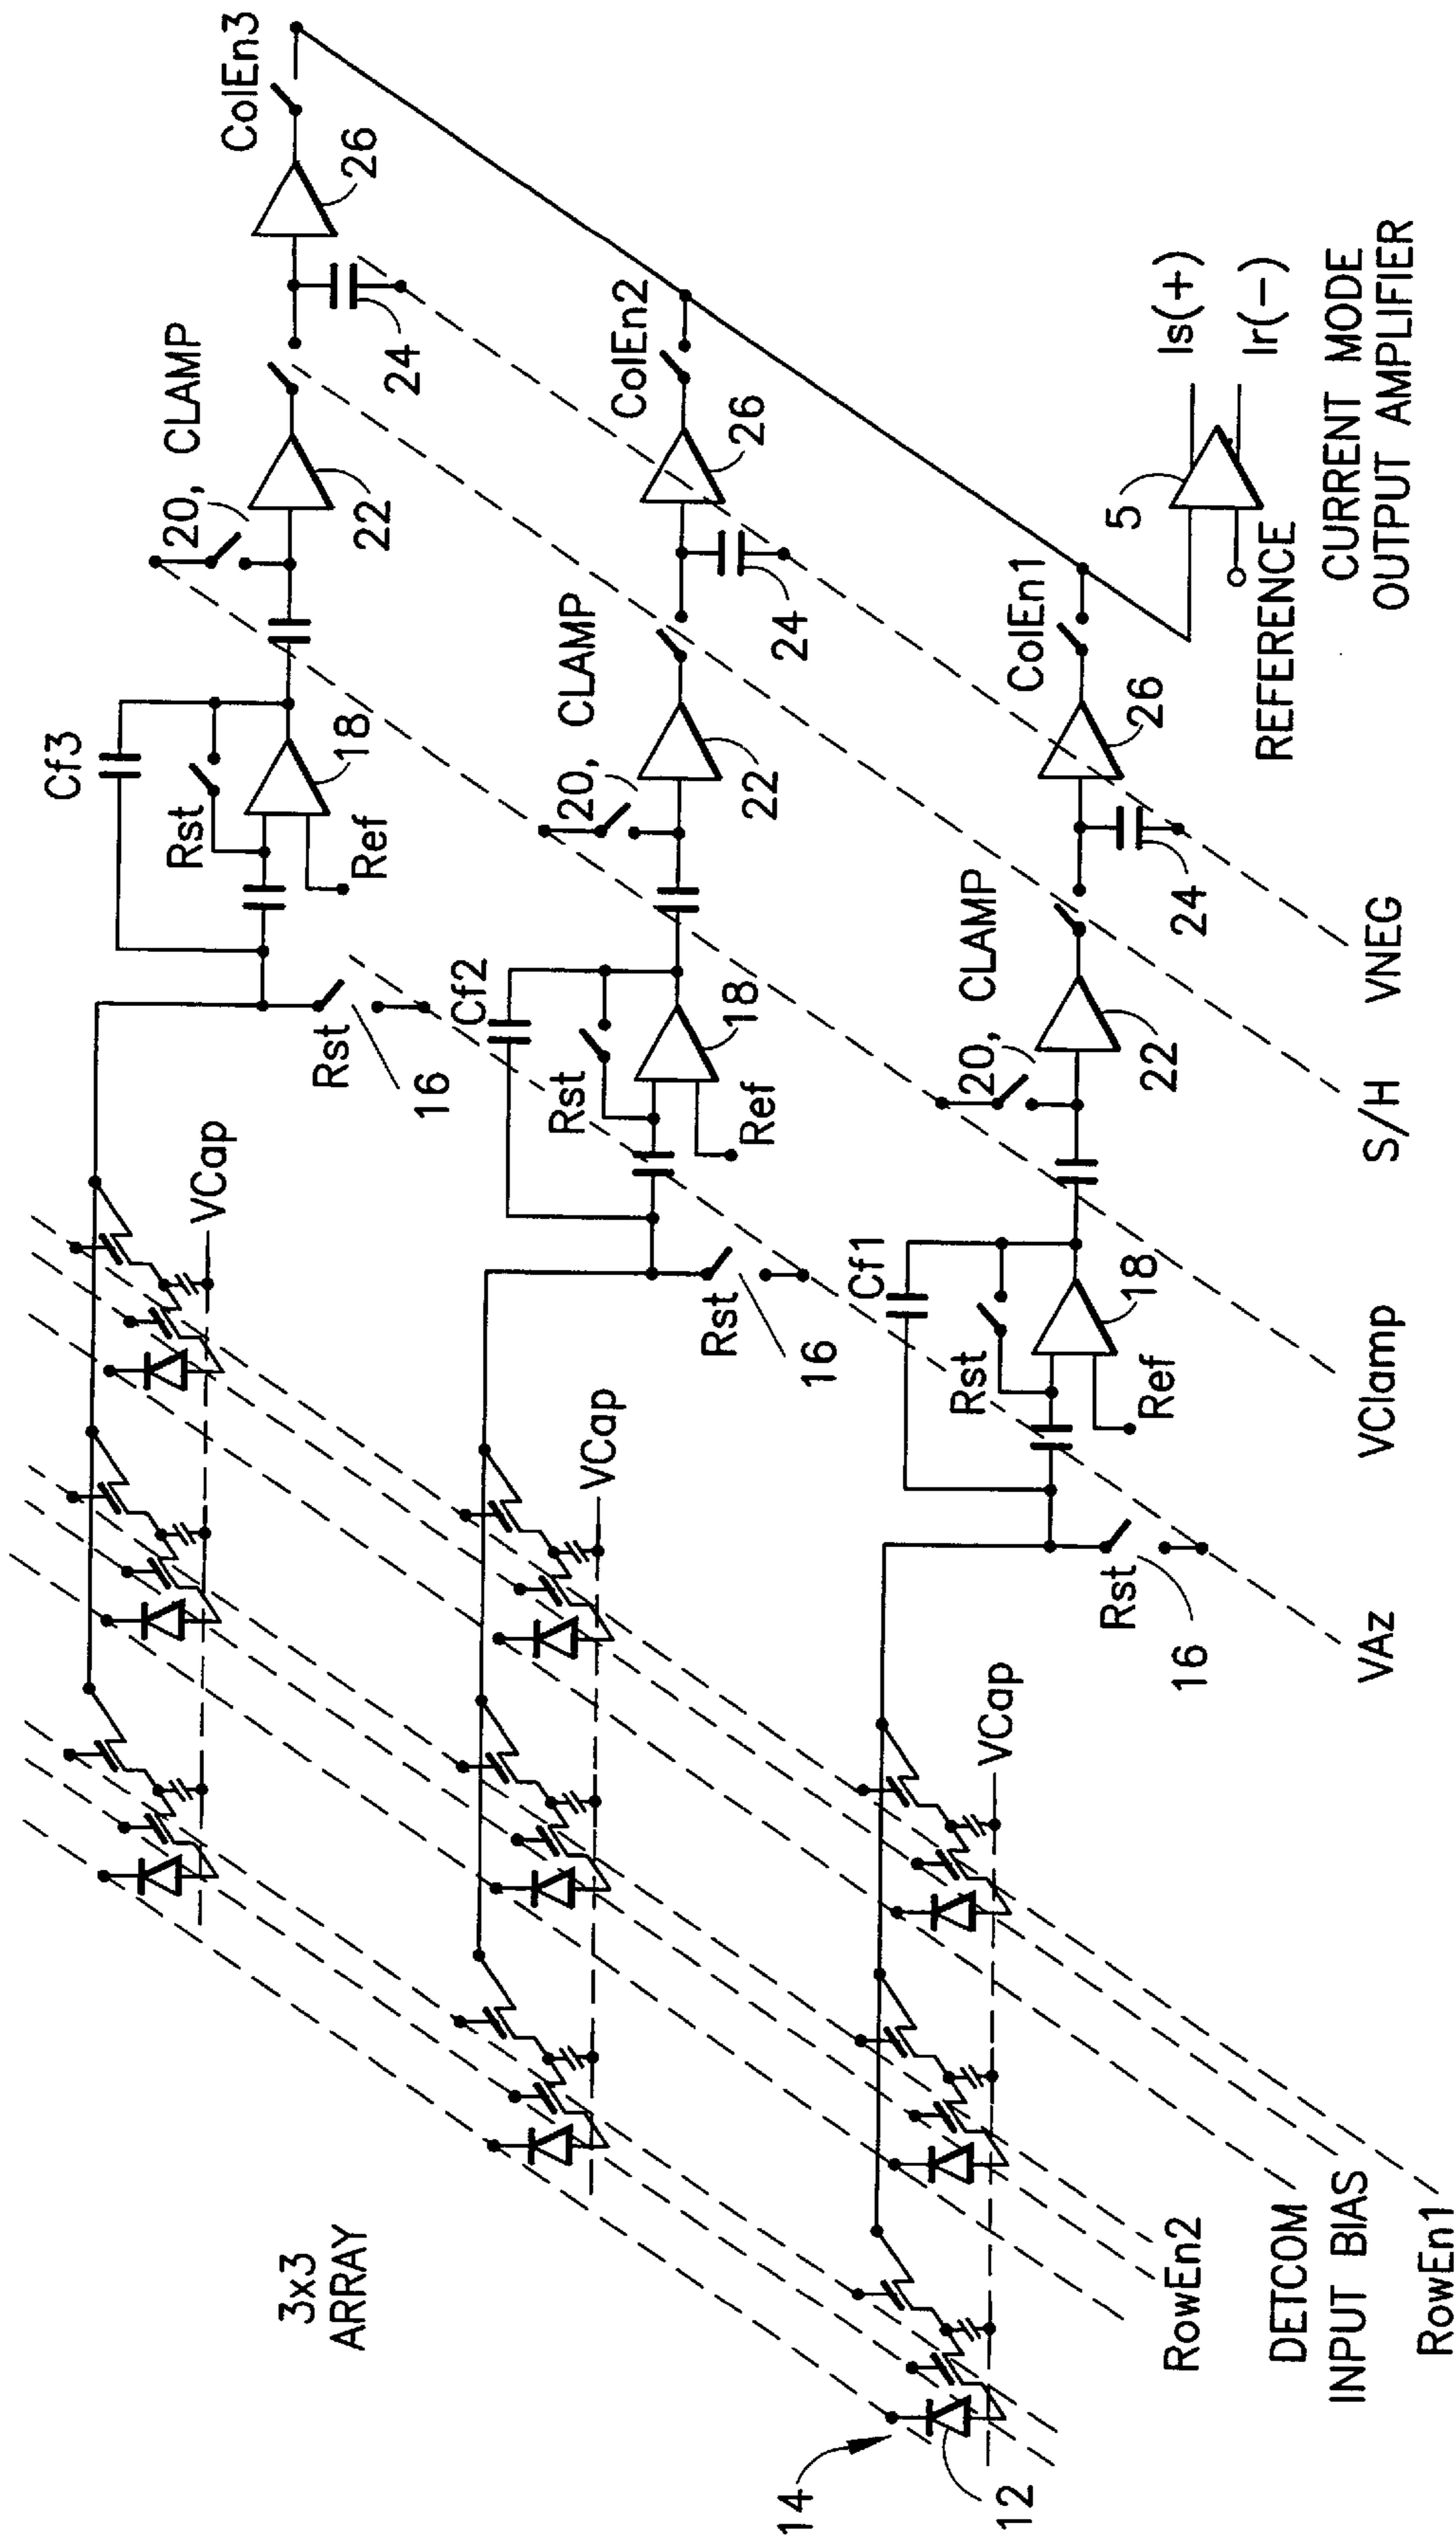 3x3
ARRAY
14
12
RowEn2
DETCOM
INPUT BIAS
RowEn1
VCap
VCap
VCap
Rst
16
Rst
16
Rst
16
VAz
Cf3
Rst
18
Ref
Cf2
Rst
18
Ref
Cf1
Rst
18
Ref
VClamp
20, CLAMP
22
20, CLAMP
22
20, CLAMP
22
S/H
24
24
24
VNEG
26
ColEn3
26
ColEn2
26
ColEn1
5
Is(+)
Ir(-)
REFERENCE
CURRENT MODE
OUTPUT AMPLIFIER